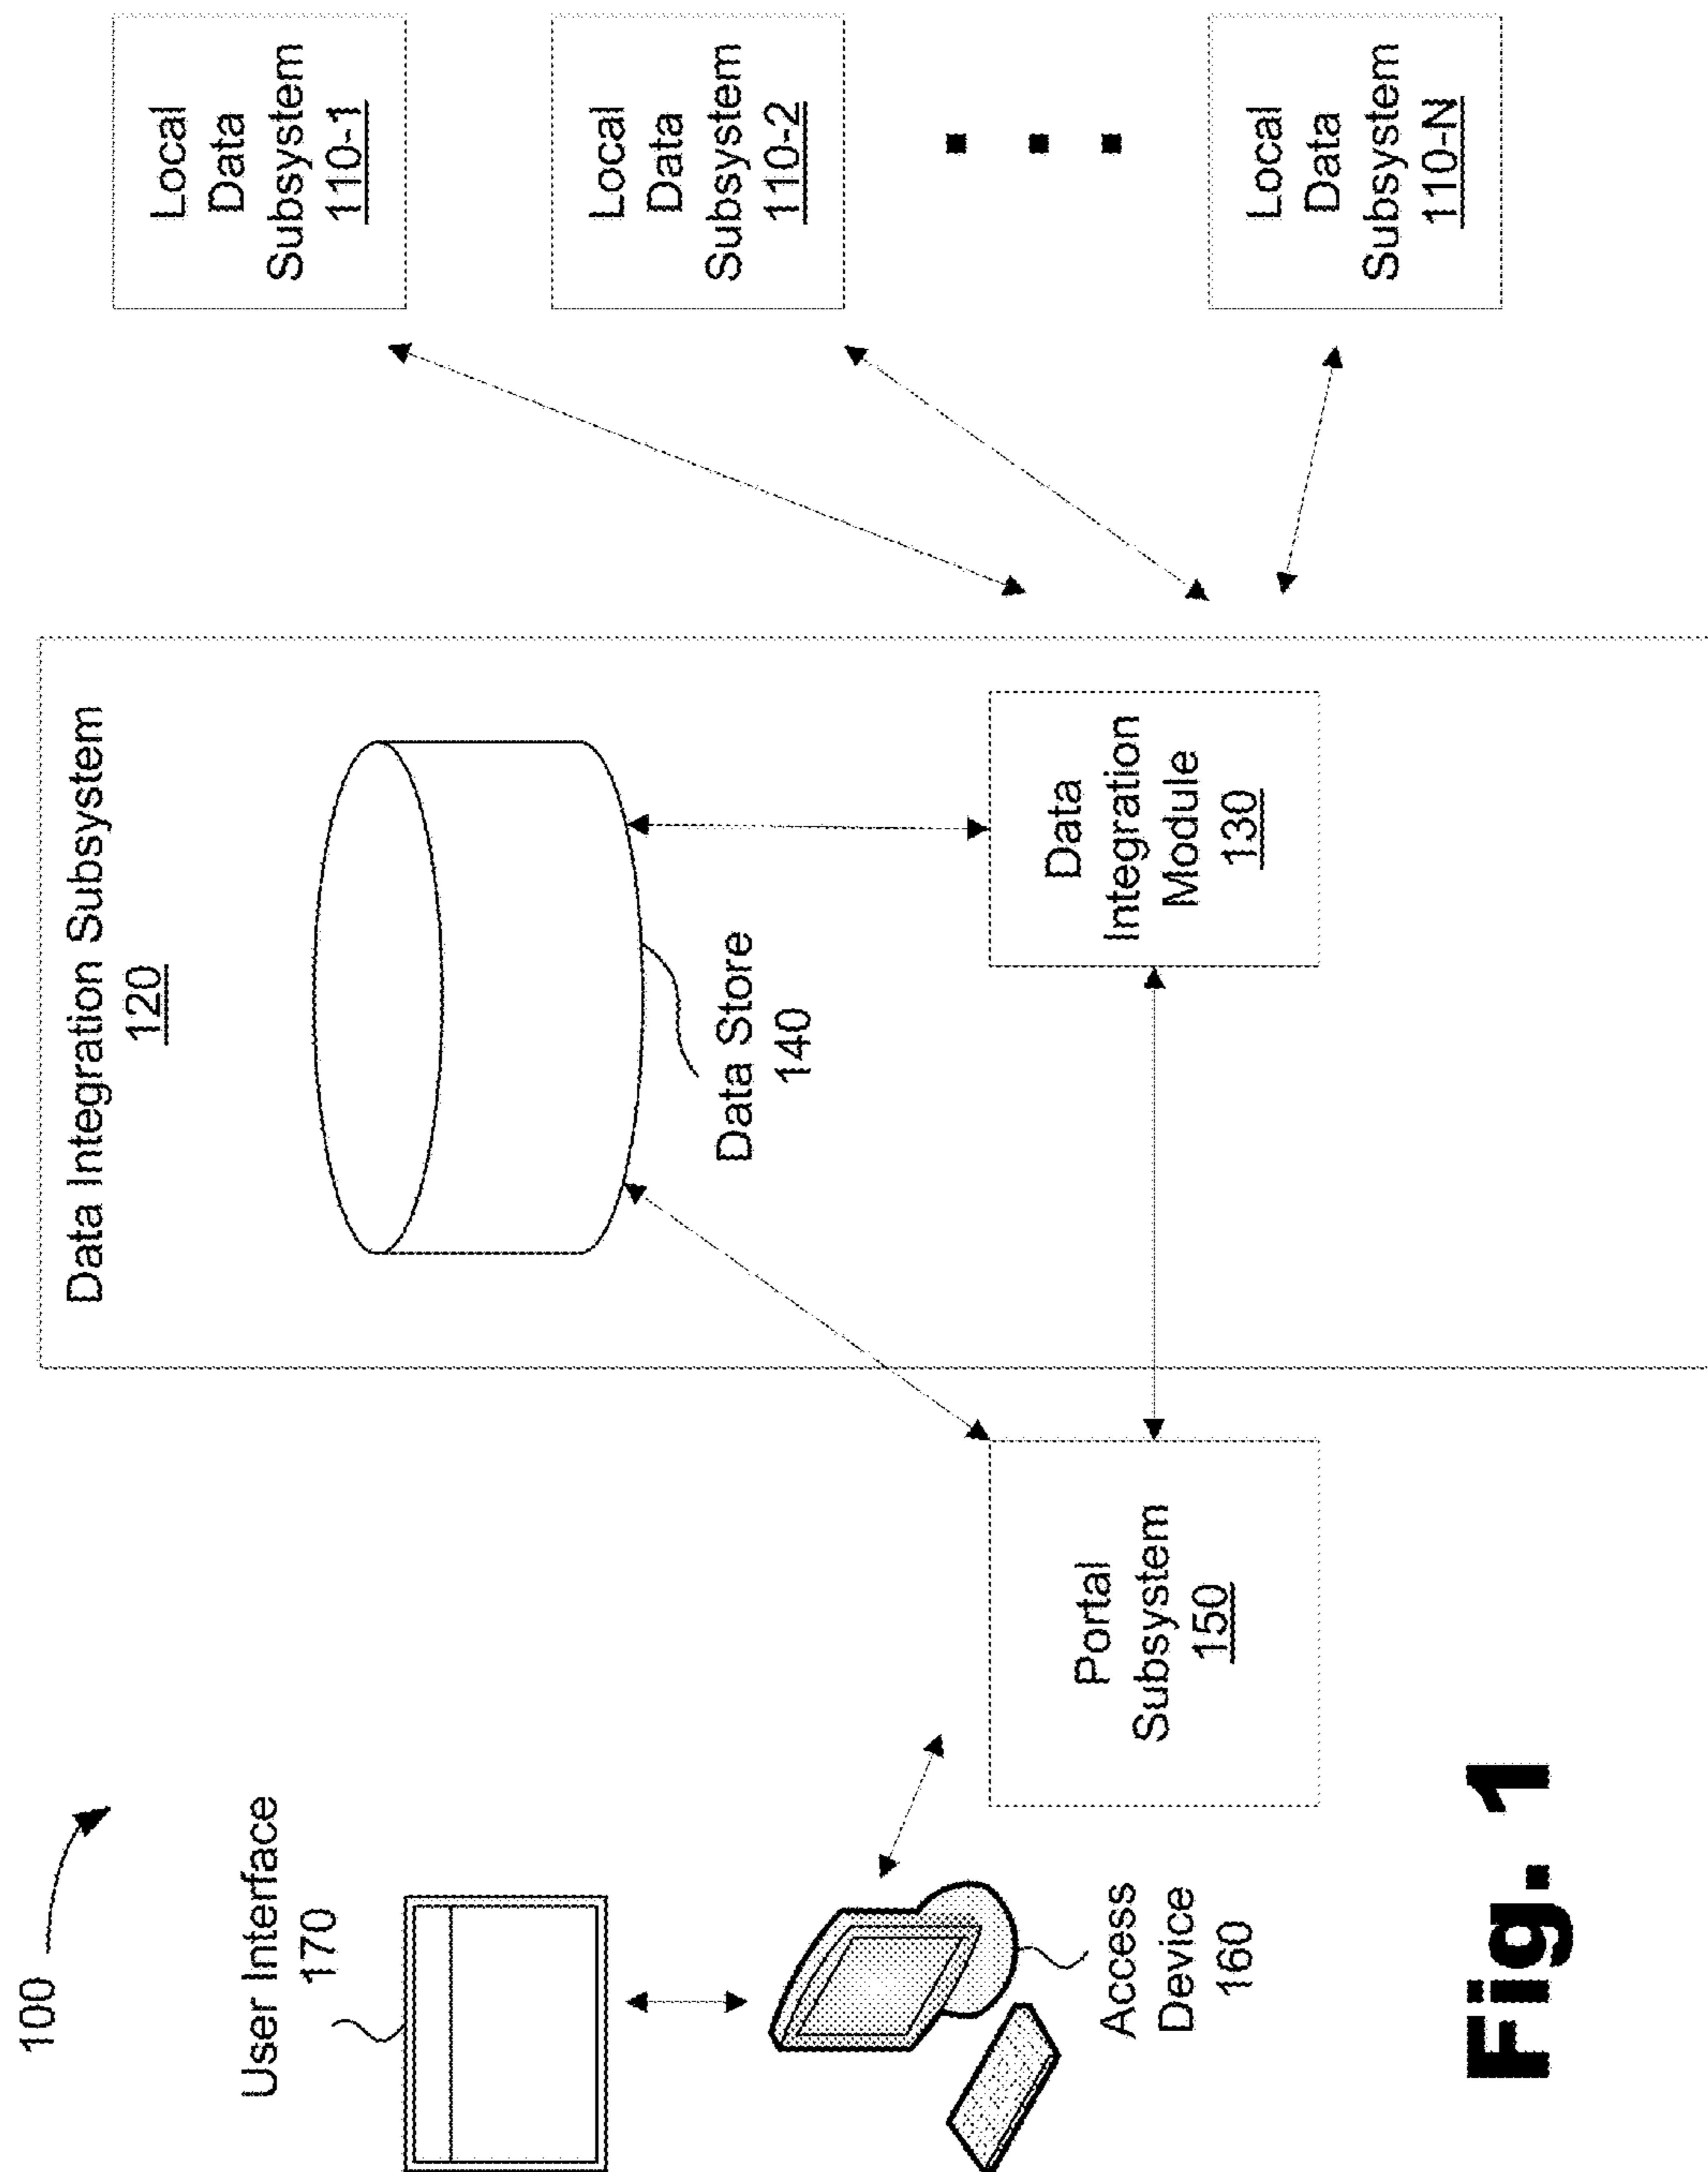 100
User Interface
170
Access
Device
160
Portal
Subsystem
150
Data Integration Subsystem
120
Data Store
140
Data
Integration
Module
130
Local
Data
Subsystem
110-1
Local
Data
Subsystem
110-2
Local
Data
Subsystem
110-N
Fig. 1